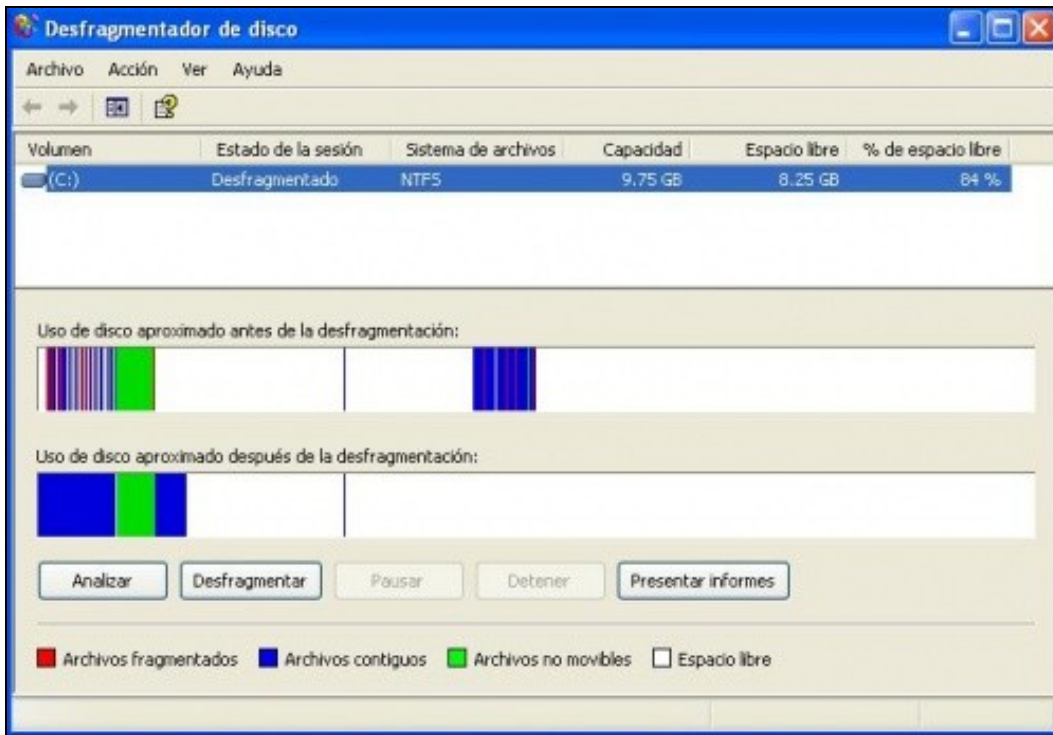 Desfragmentador de disco
Archivo Acción Ver Ayuda
Volumen Estado de la sesión Sistema de archivos Capacidad Espacio libre % de espacio libre
(C:) Desfragmentado NTFS 9.75 GB 8.25 GB 84 %
Uso de disco aproximado antes de la desfragmentación:
Uso de disco aproximado después de la desfragmentación:
Analizar Desfragmentar Pausar Detener Presentar informes
Archivos fragmentados Archivos contiguos Archivos no movibles Espacio libre